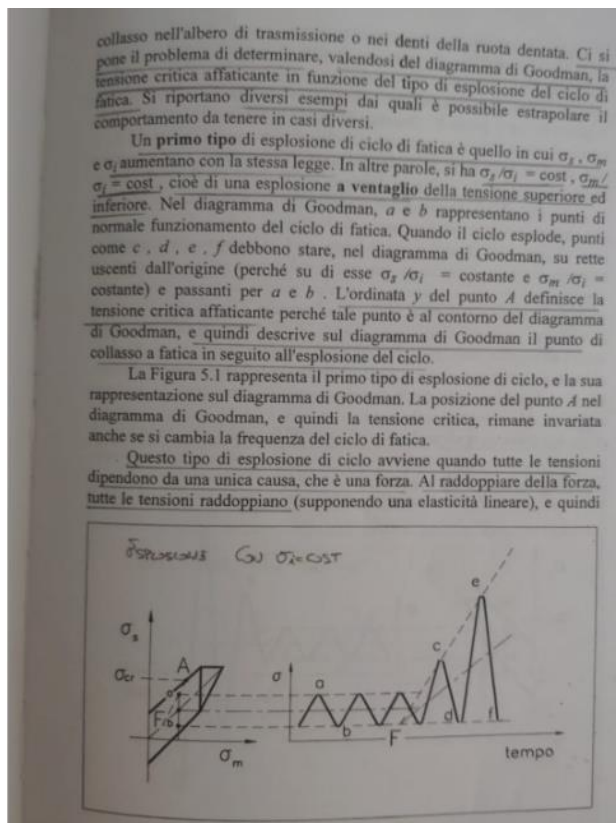 collasso nell'albero di trasmissione o nei denti della ruota dentata. Ci si
pone il problema di determinare, valendosi del diagramma di Goodman, la
tensione critica affaticante in funzione del tipo di esplosione del ciclo di
fatica. Si riportano diversi esempi dai quali è possibile estrapolare il
comportamento da tenere in casi diversi.
Un primo tipo di esplosione di ciclo di fatica è quello in cui σs , σm
e σi aumentano con la stessa legge. In altre parole, si ha σs /σi = cost , σm/
σi = cost , cioè di una esplosione a ventaglio della tensione superiore ed
inferiore. Nel diagramma di Goodman, a e b rappresentano i punti di
normale funzionamento del ciclo di fatica. Quando il ciclo esplode, punti
come c , d , e , f debbono stare, nel diagramma di Goodman, su rette
uscenti dall'origine (perché su di esse σs /σi = costante e σm /σi =
costante) e passanti per a e b . L'ordinata y del punto A definisce la
tensione critica affaticante perché tale punto è al contorno del diagramma
di Goodman, e quindi descrive sul diagramma di Goodman il punto di
collasso a fatica in seguito all'esplosione del ciclo.
La Figura 5.1 rappresenta il primo tipo di esplosione di ciclo, e la sua
rappresentazione sul diagramma di Goodman. La posizione del punto A nel
diagramma di Goodman, e quindi la tensione critica, rimane invariata
anche se si cambia la frequenza del ciclo di fatica.
Questo tipo di esplosione di ciclo avviene quando tutte le tensioni
dipendono da una unica causa, che è una forza. Al raddoppiare della forza,
tutte le tensioni raddoppiano (supponendo una elasticità lineare), e quindi
ESPLOSIONE CON σi=COST
σs
σcr
A
a
F
b
σm
σ
a
b
F
c
d
e
f
tempo